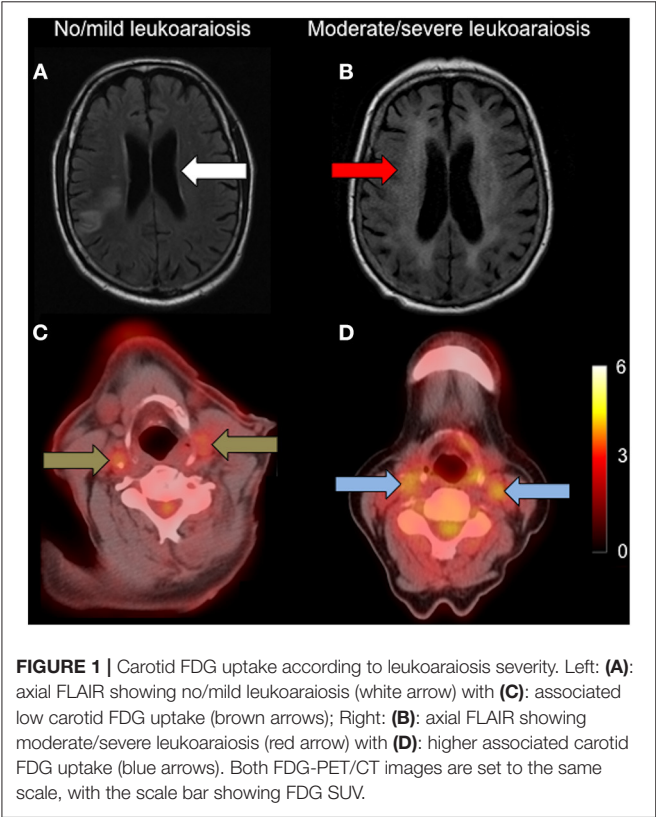 No/mild leukoaraiosis
Moderate/severe leukoaraiosis
A
B
C
D
6
3
0
FIGURE 1 | Carotid FDG uptake according to leukoaraiosis severity. Left: (A):
axial FLAIR showing no/mild leukoaraiosis (white arrow) with (C): associated
low carotid FDG uptake (brown arrows); Right: (B): axial FLAIR showing
moderate/severe leukoaraiosis (red arrow) with (D): higher associated carotid
FDG uptake (blue arrows). Both FDG-PET/CT images are set to the same
scale, with the scale bar showing FDG SUV.